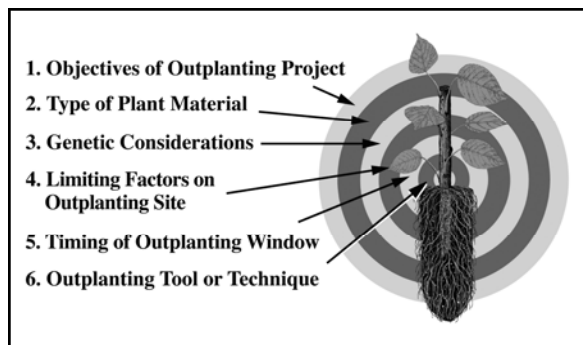 1. Objectives of Outplanting Project
2. Type of Plant Material
3. Genetic Considerations
4. Limiting Factors on
Outplanting Site
5. Timing of Outplanting Window
6. Outplanting Tool or Technique